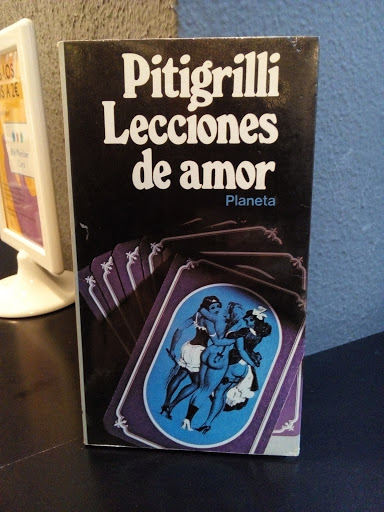 Pitigrilli
Lecciones
de amor
Planeta